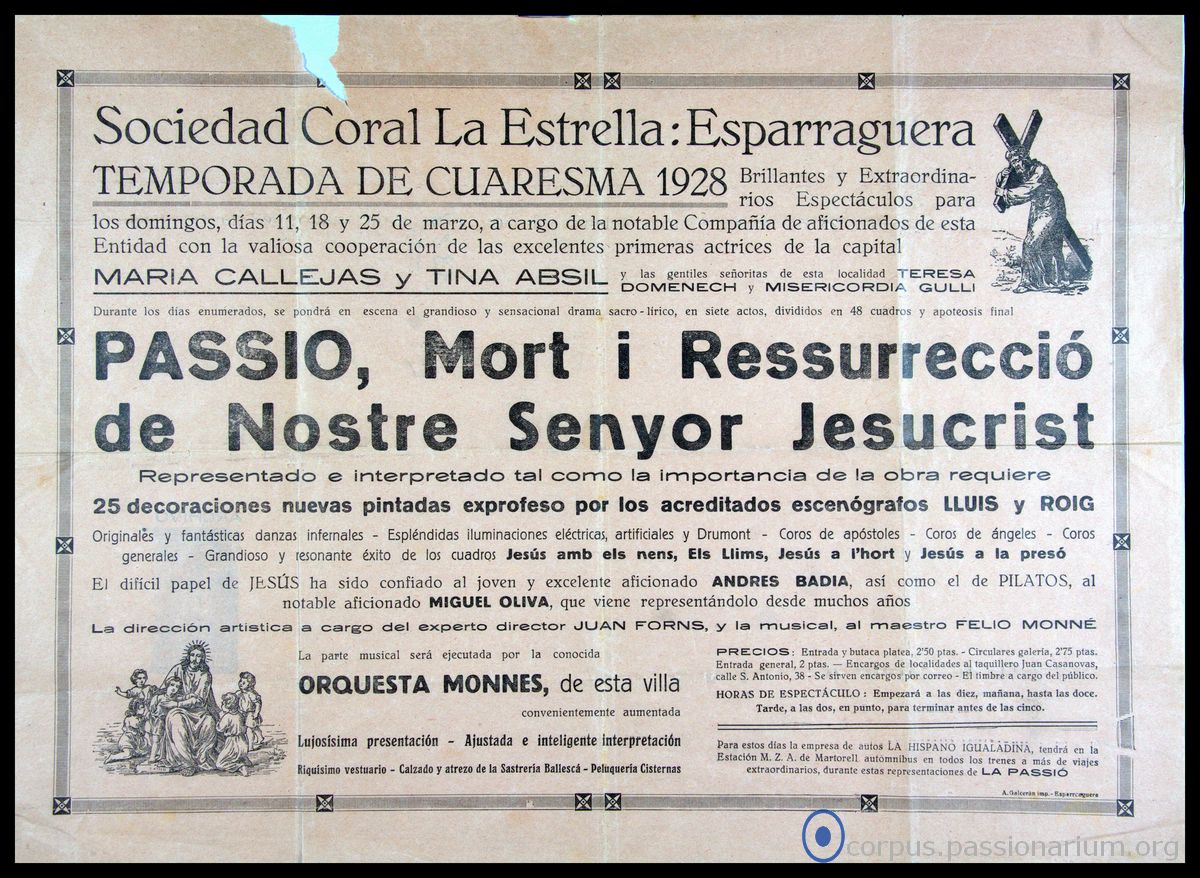 Sociedad Coral La Estrella: Esparraguera
TEMPORADA DE CUARESMA 1928 Brillantes y Extraordina-
rios Espectáculos para
los domingos, días 11, 18 y 25 de marzo, a cargo de la notable Compañía de aficionados de esta
Entidad con la valiosa cooperación de las excelentes primeras actrices de la capital
MARIA CALLEJAS y TINA ABSIL y las gentiles señoritas de esta localidad TERESA
DOMENECH y MISERICORDIA GULLI
Durante los días enumerados, se pondrá en escena el grandioso y sensacional drama sacro-lírico, en siete actos, divididos en 48 cuadros y apoteosis final
PASSIO, Mort i Ressurrecció
de Nostre Senyor Jesucrist
Representado e interpretado tal como la importancia de la obra requiere
25 decoraciones nuevas pintadas exprofeso por los acreditados escenógrafos LLUIS y ROIG
Originales y fantásticas danzas infernales - Espléndidas iluminaciones eléctricas, artificiales y Drumont - Coros de apóstoles - Coros de ángeles - Coros
generales - Grandioso y resonante éxito de los cuadros Jesús amb els nens, Els Llims, Jesús a l'hort y Jesús a la presó
El difícil papel de JESÚS ha sido confiado al joven y excelente aficionado ANDRES BADIA, así como el de PILATOS, al
notable aficionado MIGUEL OLIVA, que viene representándolo desde muchos años
La dirección artística a cargo del experto director JUAN FORNS, y la musical, al maestro FELIO MONNÉ
La parte musical será ejecutada por la conocida
ORQUESTA MONNES, de esta villa
convenientemente aumentada
Lujosísima presentación - Ajustada e inteligente interpretación
Riquísimo vestuario - Calzado y atrezo de la Sastrería Ballescá - Peluquería Cisternas
PRECIOS: Entrada y butaca platea, 2'50 ptas. - Circulares galería, 2'75 ptas.
Entrada general, 2 ptas. — Encargos de localidades al taquillero Juan Casanovas,
calle S. Antonio, 38 - Se sirven encargos por correo - El timbre a cargo del público.
HORAS DE ESPECTÁCULO: Empezará a las diez, mañana, hasta las doce.
Tarde, a las dos, en punto, para terminar antes de las cinco.
Para estos días la empresa de autos LA HISPANO IGUALADINA, tendrá en la
Estación M. Z. A. de Martorell autómnibus en todos los trenes a más de viajes
extraordinarios, durante estas representaciones de LA PASSIÓ
A. Galcerán imp. - Esparraguera
corpus.passionarium.org